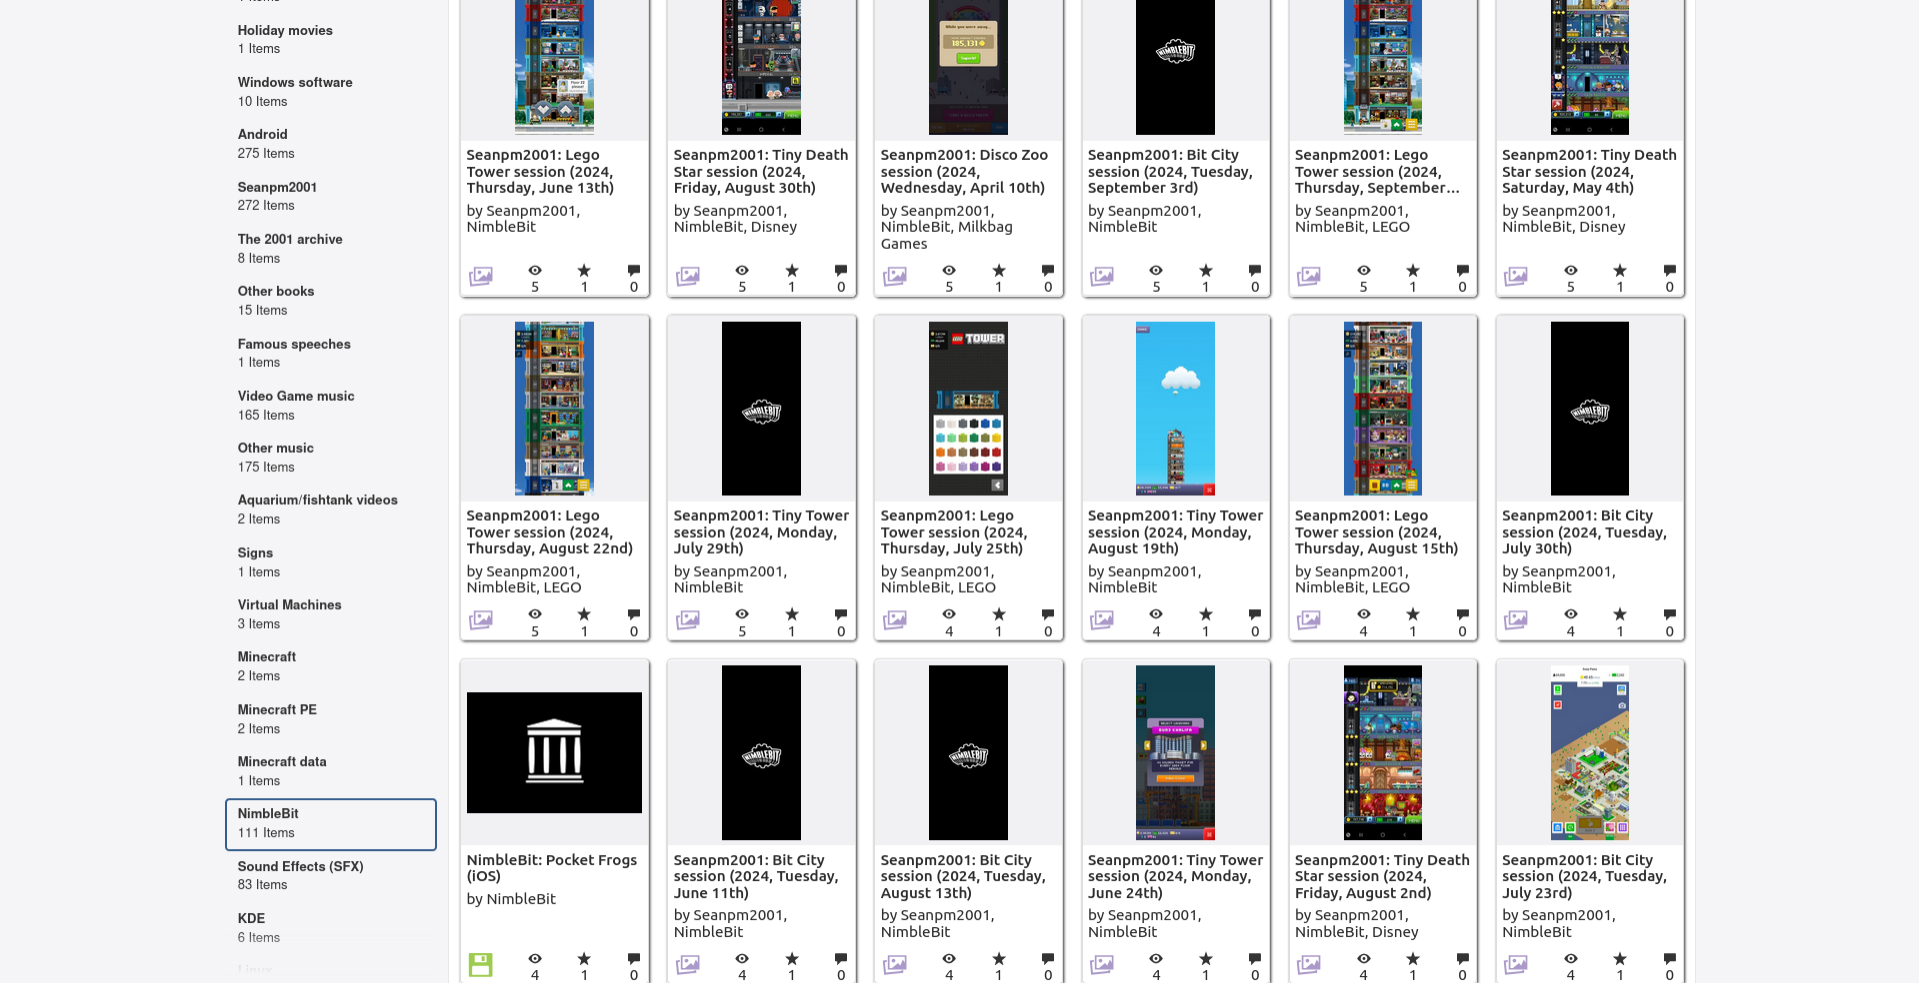 Holiday movies
1 Items
Windows software
10 Items
Android
275 Items
Seanpm2001
272 Items
The 2001 archive
8 Items
Other books
15 Items
Famous speeches
1 Items
Video Game music
165 Items
Other music
175 Items
Aquarium/fishtank videos
2 Items
Signs
1 Items
Virtual Machines
3 Items
Minecraft
2 Items
Minecraft PE
2 Items
Minecraft data
1 Items
NimbleBit
111 Items
Sound Effects (SFX)
83 Items
KDE
6 Items
Linux
Seanpm2001: Lego
Tower session (2024,
Thursday, June 13th)
by Seanpm2001,
NimbleBit
5
1
0
Seanpm2001: Tiny Death
Star session (2024,
Friday, August 30th)
by Seanpm2001,
NimbleBit, Disney
5
1
0
185,131
Seanpm2001: Disco Zoo
session (2024,
Wednesday, April 10th)
by Seanpm2001,
NimbleBit, Milkbag
Games
5
1
0
NIMBLEBIT
Seanpm2001: Bit City
session (2024, Tuesday,
September 3rd)
by Seanpm2001,
NimbleBit
5
1
0
Seanpm2001: Lego
Tower session (2024,
Thursday, September...
by Seanpm2001,
NimbleBit, LEGO
5
1
0
Seanpm2001: Tiny Death
Star session (2024,
Saturday, May 4th)
by Seanpm2001,
NimbleBit, Disney
5
1
0
Seanpm2001: Lego
Tower session (2024,
Thursday, August 22nd)
by Seanpm2001,
NimbleBit, LEGO
5
1
0
NIMBLEBIT
Seanpm2001: Tiny Tower
session (2024, Monday,
July 29th)
by Seanpm2001,
NimbleBit
5
1
0
TOWER
Seanpm2001: Lego
Tower session (2024,
Thursday, July 25th)
by Seanpm2001,
NimbleBit, LEGO
4
1
0
Seanpm2001: Tiny Tower
session (2024, Monday,
August 19th)
by Seanpm2001,
NimbleBit
4
1
0
Seanpm2001: Lego
Tower session (2024,
Thursday, August 15th)
by Seanpm2001,
NimbleBit, LEGO
4
1
0
NIMBLEBIT
Seanpm2001: Bit City
session (2024, Tuesday,
July 30th)
by Seanpm2001,
NimbleBit
4
1
0
NimbleBit: Pocket Frogs
(iOS)
by NimbleBit
4
1
0
NIMBLEBIT
Seanpm2001: Bit City
session (2024, Tuesday,
June 11th)
by Seanpm2001,
NimbleBit
4
1
0
NIMBLEBIT
Seanpm2001: Bit City
session (2024, Tuesday,
August 13th)
by Seanpm2001,
NimbleBit
4
1
0
BURJ KHALIFA
Seanpm2001: Tiny Tower
session (2024, Monday,
June 24th)
by Seanpm2001,
NimbleBit
4
1
0
Seanpm2001: Tiny Death
Star session (2024,
Friday, August 2nd)
by Seanpm2001,
NimbleBit, Disney
4
1
0
Seanpm2001: Bit City
session (2024, Tuesday,
July 23rd)
by Seanpm2001,
NimbleBit
4
1
0